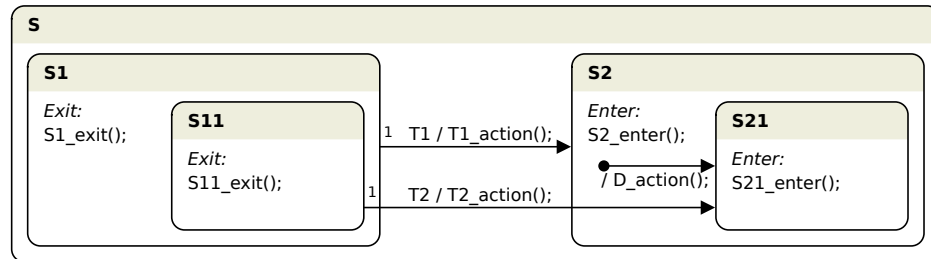 S
S1
Exit:
S1_exit();
S11
Exit:
S11_exit();
1
T1 / T1_action();
1
T2 / T2_action();
S2
Enter:
S2_enter();
/ D_action();
S21
Enter:
S21_enter();